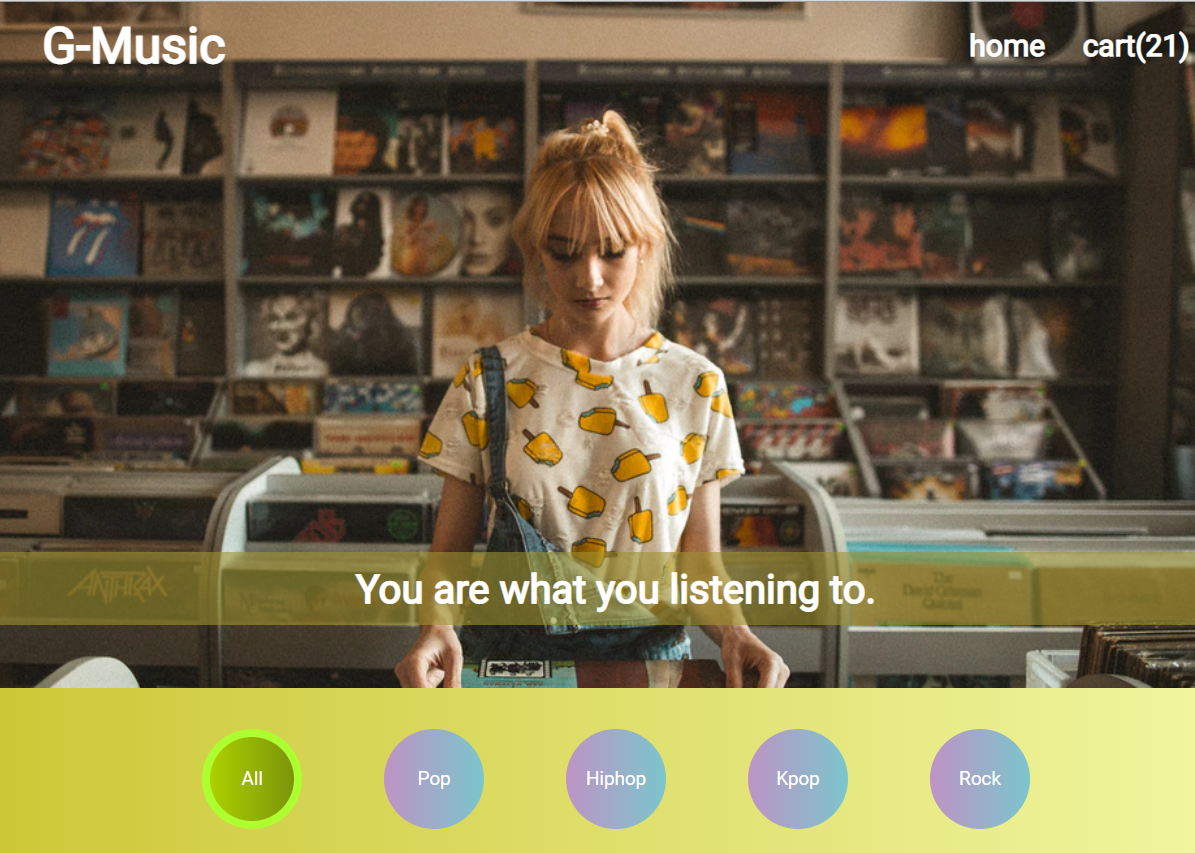 G-Music
home cart(21)
ANTHRAX
You are what you listening to.
All Pop Hiphop Kpop Rock